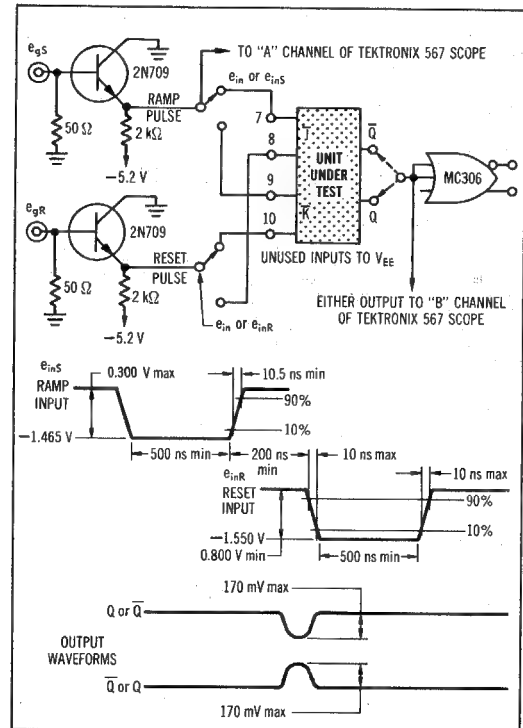 e_gS
2N709
RAMP PULSE
50 Ω
2 kΩ
−5.2 V
TO "A" CHANNEL OF TEKTRONIX 567 SCOPE
e_in or e_inS
7
8
9
10
J̅
K̅
UNIT UNDER TEST
Q̅
Q
MC306
UNUSED INPUTS TO V_EE
e_gR
2N709
RESET PULSE
50 Ω
2 kΩ
−5.2 V
e_in or e_inR
EITHER OUTPUT TO "B" CHANNEL
OF TEKTRONIX 567 SCOPE
e_inS
RAMP INPUT
0.300 V max
10.5 ns min
90%
10%
−1.465 V
500 ns min
200 ns min
10 ns max
10 ns max
e_inR
RESET INPUT
90%
10%
−1.550 V
0.800 V min
500 ns min
170 mV max
Q or Q̅
OUTPUT WAVEFORMS
Q̅ or Q
170 mV max